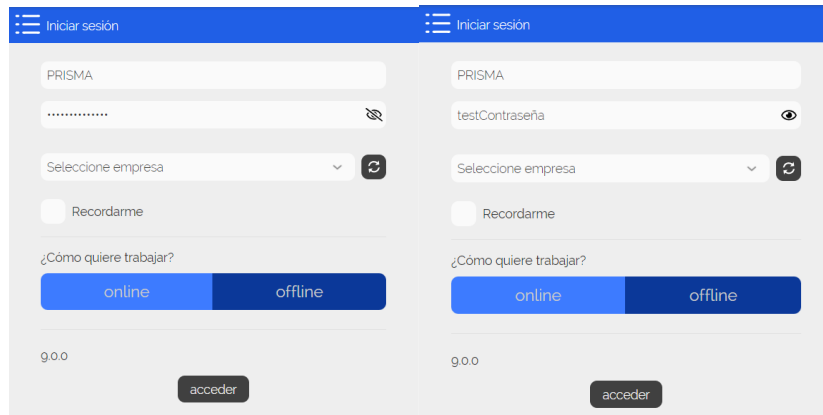 Iniciar sesión
PRISMA
••••••••••••••
Seleccione empresa
Recordarme
¿Cómo quiere trabajar?
online offline
9.0.0
acceder
Iniciar sesión
PRISMA
testContraseña
Seleccione empresa
Recordarme
¿Cómo quiere trabajar?
online offline
9.0.0
acceder